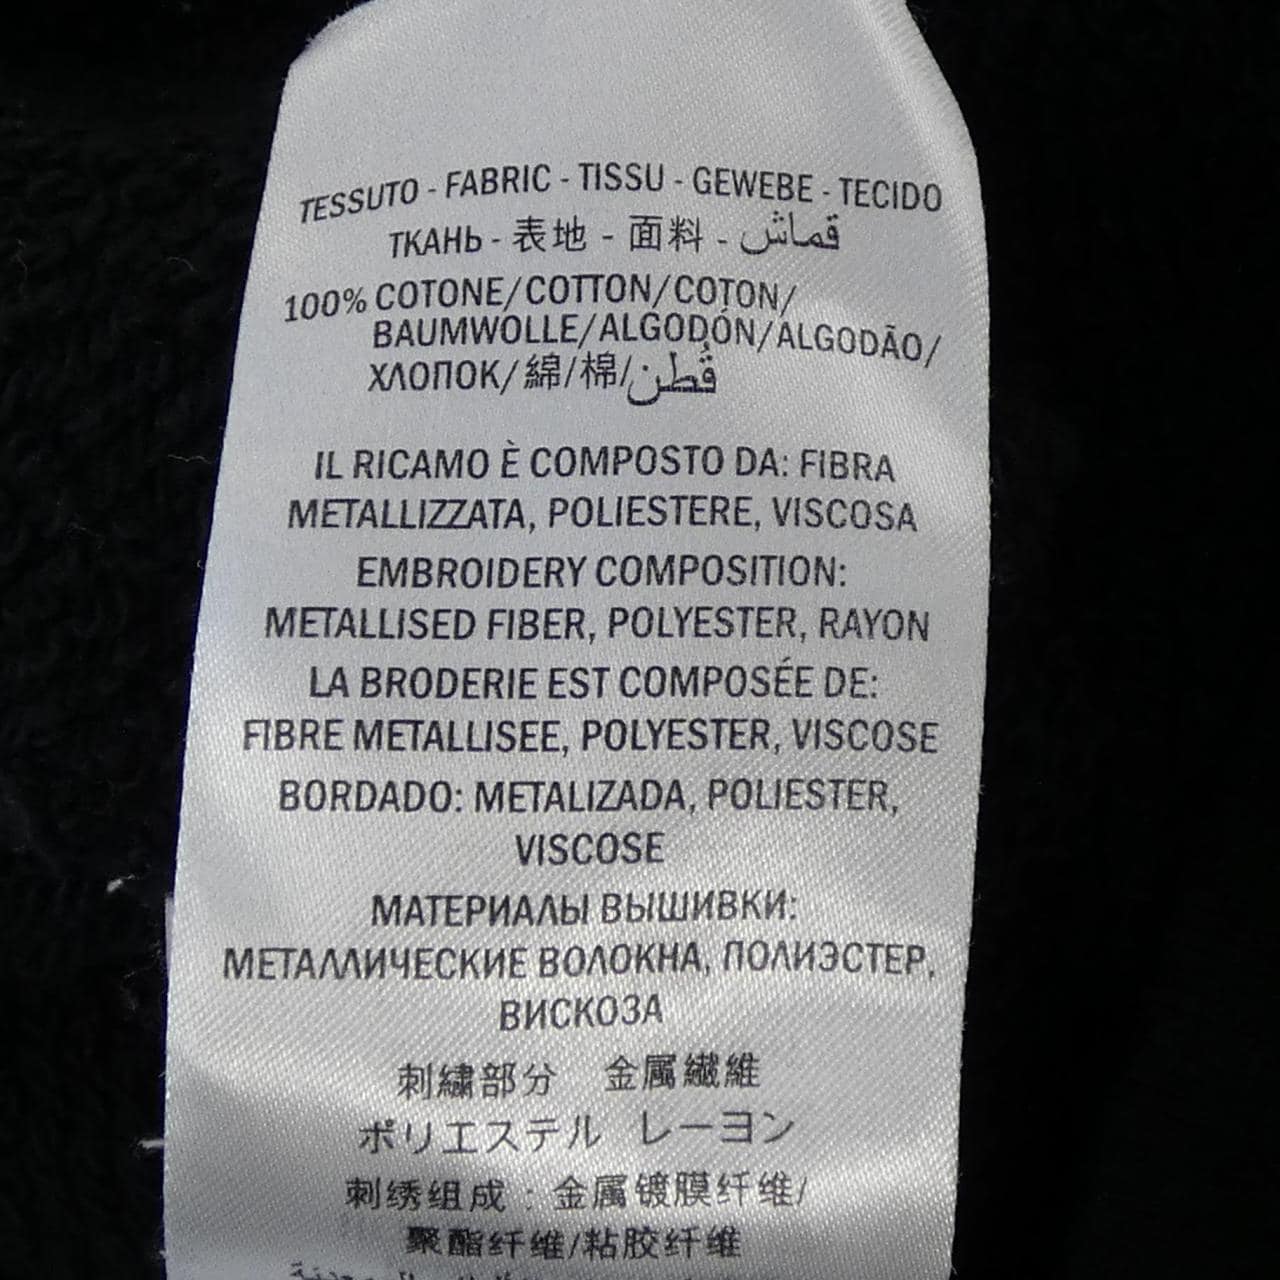 TESSUTO - FABRIC - TISSU - GEWEBE - TECIDO
ТКАНЬ - 表地 - 面料 - قماش
100% COTONE/COTTON/COTON/
BAUMWOLLE/ALGODÓN/ALGODÃO/
ХЛОПОК/綿/棉/قُطن
IL RICAMO È COMPOSTO DA: FIBRA
METALLIZZATA, POLIESTERE, VISCOSA
EMBROIDERY COMPOSITION:
METALLISED FIBER, POLYESTER, RAYON
LA BRODERIE EST COMPOSÉE DE:
FIBRE METALLISEE, POLYESTER, VISCOSE
BORDADO: METALIZADA, POLIESTER,
VISCOSE
МАТЕРИАЛЫ ВЫШИВКИ:
МЕТАЛЛИЧЕСКИЕ ВОЛОКНА, ПОЛИЭСТЕР,
ВИСКОЗА
刺繍部分 金属繊維
ポリエステル レーヨン
刺绣组成：金属镀膜纤维/
聚酯纤维/粘胶纤维